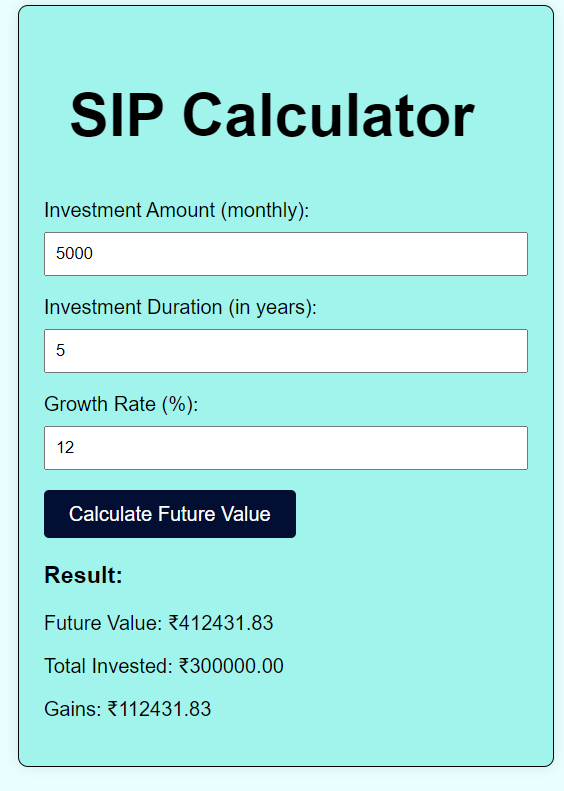 SIP Calculator
Investment Amount (monthly):
5000
Investment Duration (in years):
5
Growth Rate (%):
12
Calculate Future Value
Result:
Future Value: ₹412431.83
Total Invested: ₹300000.00
Gains: ₹112431.83